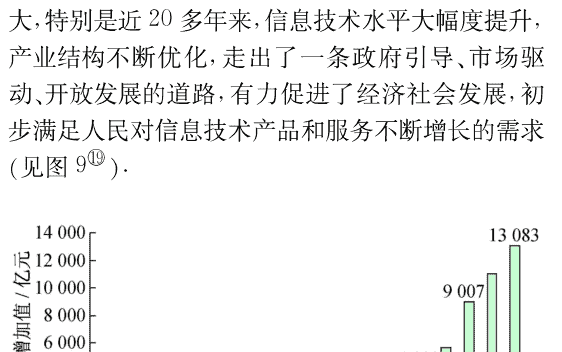 大,特别是近 20 多年来,信息技术水平大幅度提升,
产业结构不断优化,走出了一条政府引导、市场驱
动、开放发展的道路,有力促进了经济社会发展,初
步满足人民对信息技术产品和服务不断增长的需求
(见图 9⑲).
14 000
13 083
12 000
10 000
9 007
8 000
6 000
增加值/亿元